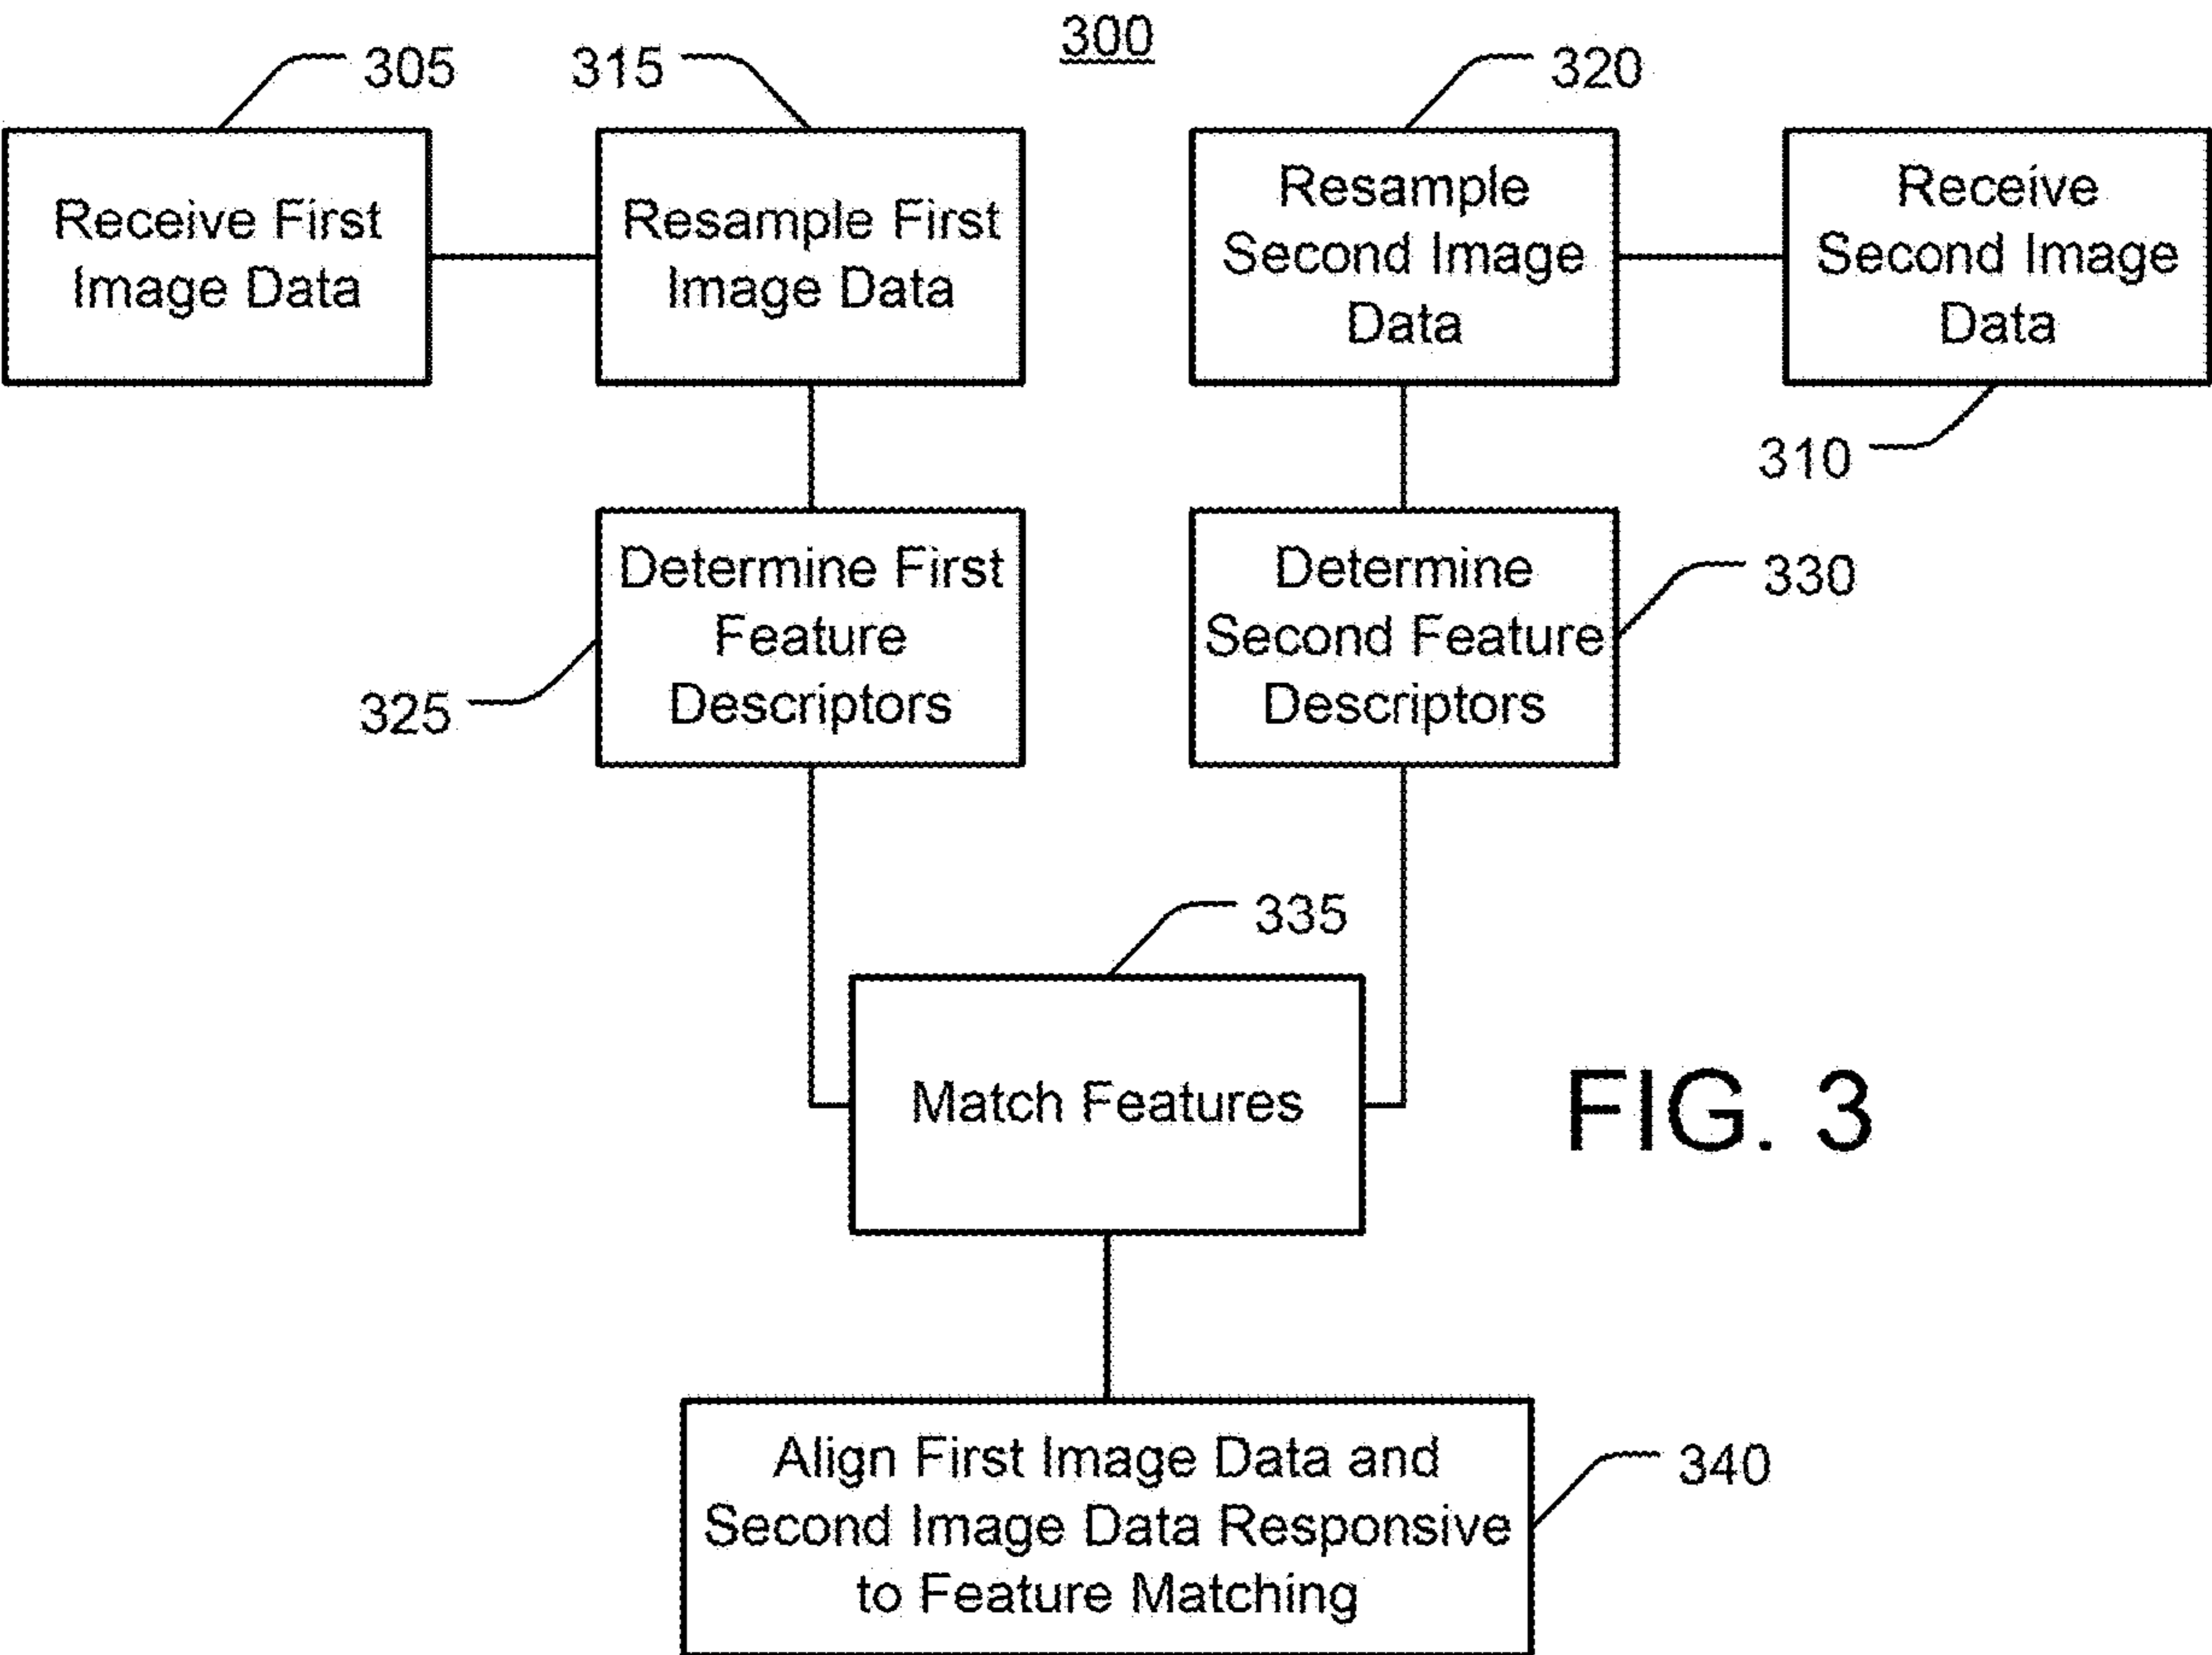 300
305
315
320
Receive First
Image Data
Resample First
Image Data
Resample
Second Image
Data
Receive
Second Image
Data
310
Determine First
Feature
Descriptors
325
Determine
Second Feature
Descriptors
330
335
Match Features
FIG. 3
Align First Image Data and
Second Image Data Responsive
to Feature Matching
340